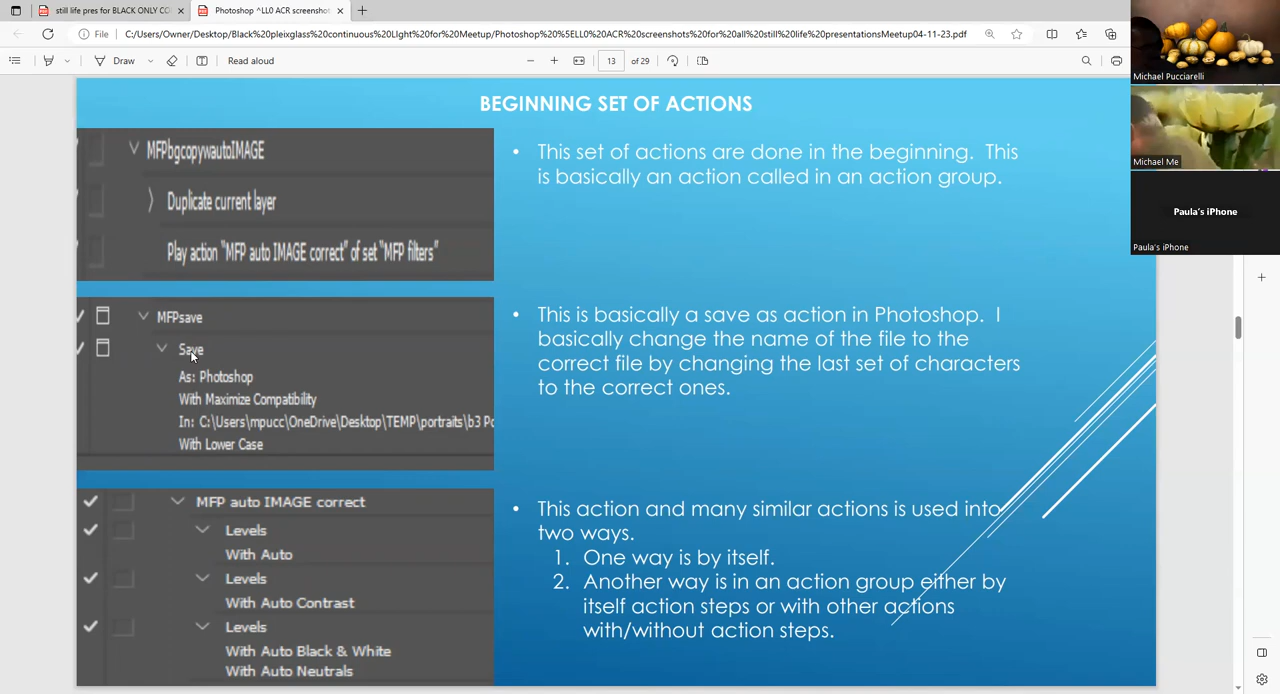 still life pres for BLACK ONLY CO
Photoshop ^LL0 ACR screenshots
File
C:/Users/Owner/Desktop/Black%20pleixglass%20continuous%20LIght%20for%20Meetup/Photoshop%20%5ELL0%20ACR%20screenshots%20for%20all%20still%20life%20presentationsMeetup04-11-23.pdf
Draw
Read aloud
13 of 29
Michael Pucciarelli
Michael Me
Paula's iPhone
Paula's iPhone
BEGINNING SET OF ACTIONS
MFPbgcopywautoIMAGE
Duplicate current layer
Play action "MFP auto IMAGE correct" of set "MFP filters"
• This set of actions are done in the beginning. This
is basically an action called in an action group.
MFPsave
Save
As: Photoshop
With Maximize Compatibility
In: C:\Users\mpucc\OneDrive\Desktop\TEMP\portraits\b3 Po
With Lower Case
• This is basically a save as action in Photoshop. I
basically change the name of the file to the
correct file by changing the last set of characters
to the correct ones.
MFP auto IMAGE correct
Levels
With Auto
Levels
With Auto Contrast
Levels
With Auto Black & White
With Auto Neutrals
• This action and many similar actions is used into
two ways.
1. One way is by itself.
2. Another way is in an action group either by
itself action steps or with other actions
with/without action steps.